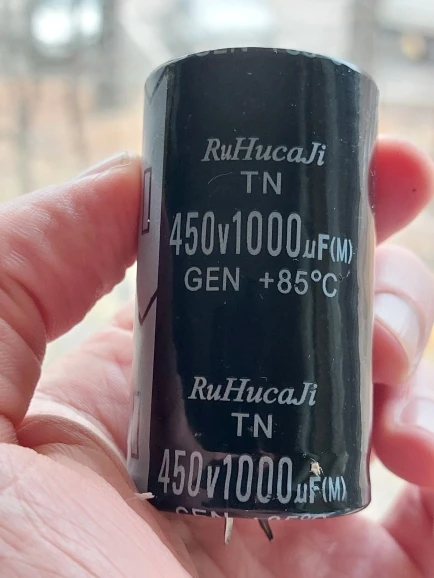 RuHucaJi
TN
450v1000µF(M)
GEN +85°C
RuHucaJi
TN
450v1000µF(M)